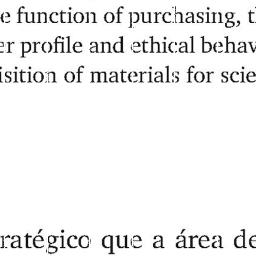 e function of purchasing, t
er profile and ethical behav
isition of materials for scie
ratégico que a área de